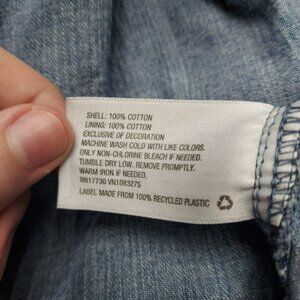 SHELL: 100% COTTON
LINING: 100% COTTON
EXCLUSIVE OF DECORATION
MACHINE WASH COLD WITH LIKE COLORS.
ONLY NON-CHLORINE BLEACH IF NEEDED.
TUMBLE DRY LOW. REMOVE PROMPTLY.
WARM IRON IF NEEDED.
RN17730 VN1083275
LABEL MADE FROM 100% RECYCLED PLASTIC